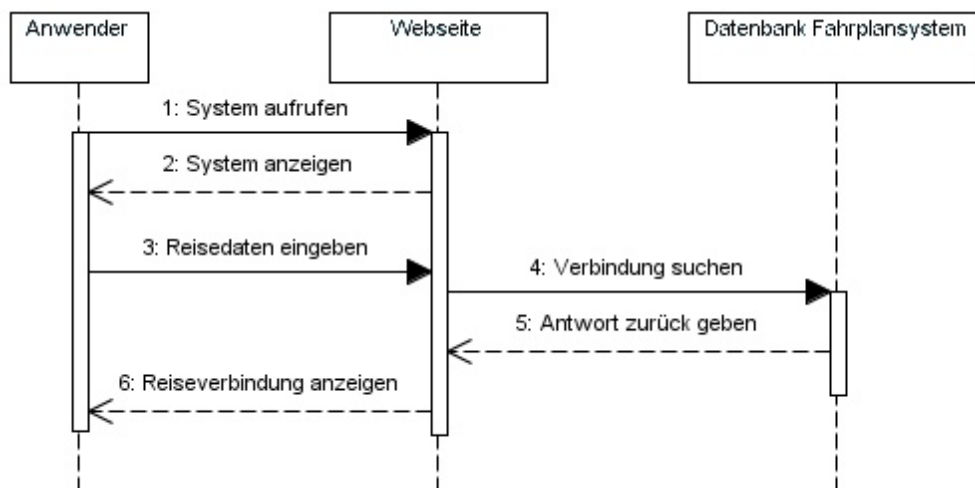 Anwender
Webseite
Datenbank Fahrplansystem
1: System aufrufen
2: System anzeigen
3: Reisedaten eingeben
4: Verbindung suchen
5: Antwort zurück geben
6: Reiseverbindung anzeigen